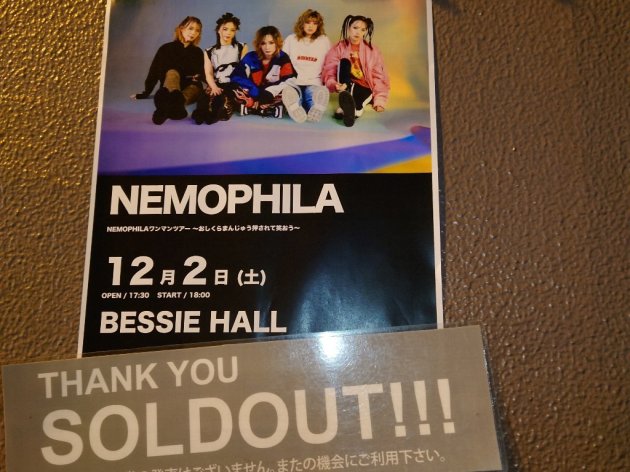 NEMOPHILA
NEMOPHILAワンマンツアー 〜おしくらまんじゅう押されて笑おう〜
12月2日(土)
OPEN / 17:30 START / 18:00
BESSIE HALL
THANK YOU
SOLDOUT!!!
はございません。またの機会にご利用下さい。